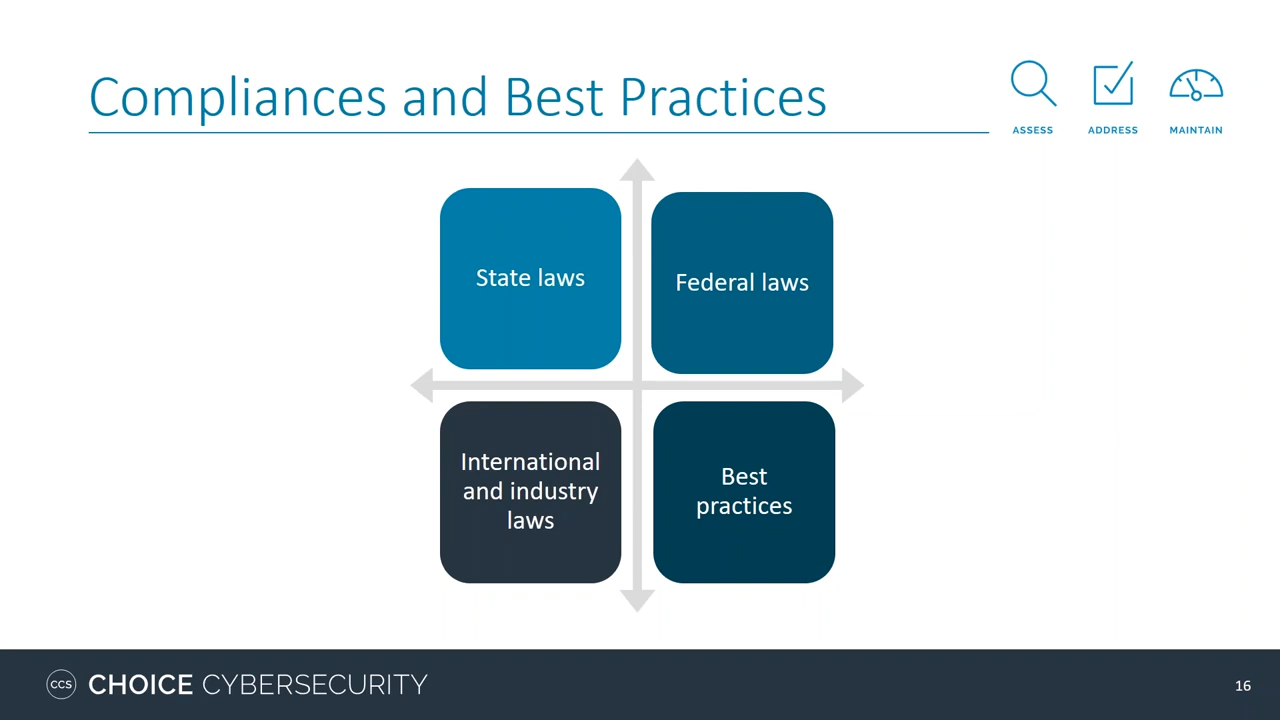 Compliances and Best Practices
ASSESS
ADDRESS
MAINTAIN
State laws
Federal laws
International
and industry
laws
Best
practices
CCS CHOICE CYBERSECURITY
16